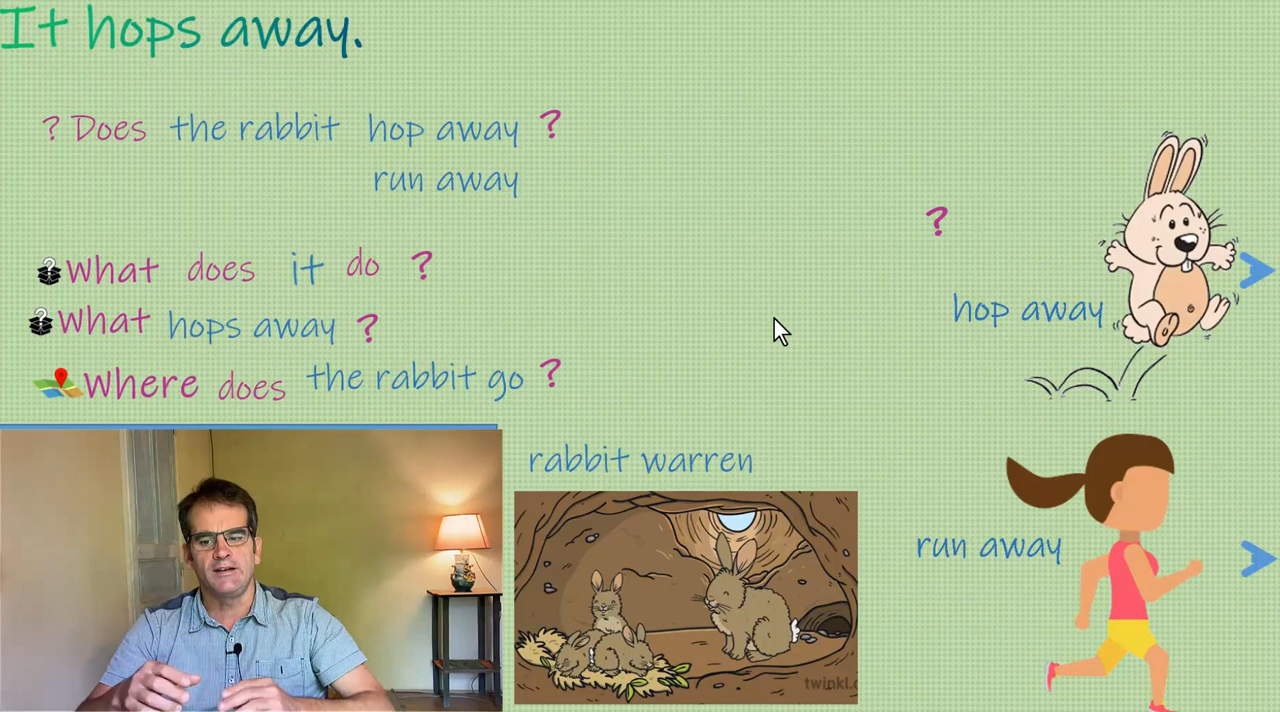 It hops away.
? Does the rabbit hop away ?
run away
?
What does it do ?
hop away
What hops away ?
Where does the rabbit go ?
rabbit warren
run away
twinkl.c